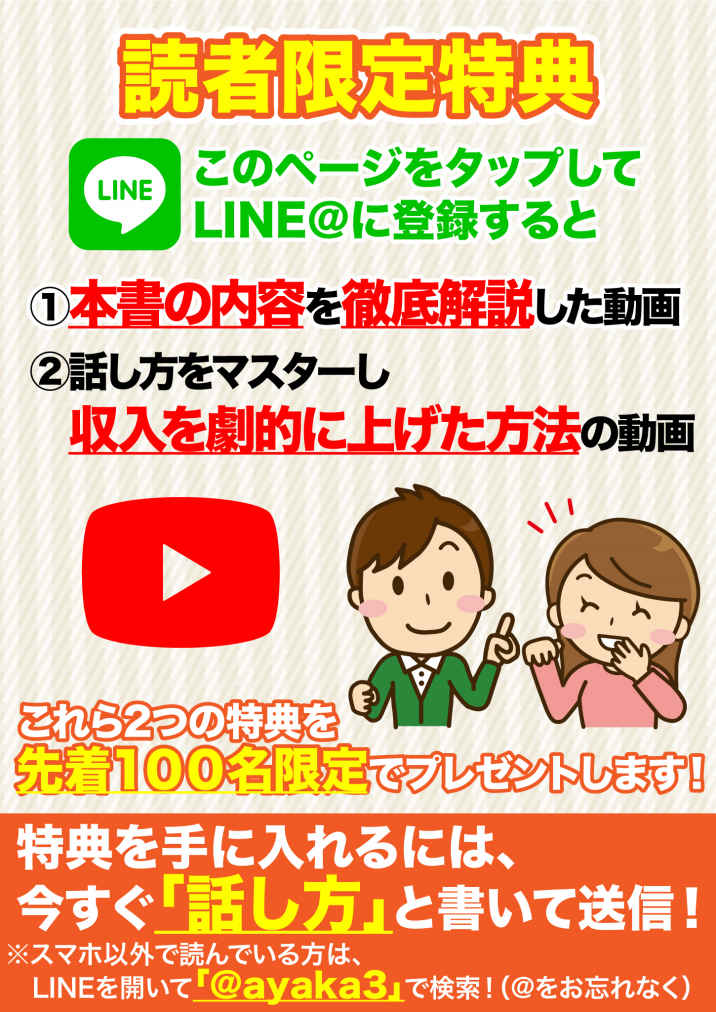 読者限定特典
LINE
このページをタップして
LINE@に登録すると
①本書の内容を徹底解説した動画
②話し方をマスターし
収入を劇的に上げた方法の動画
これら2つの特典を
先着100名限定でプレゼントします！
特典を手に入れるには、
今すぐ「話し方」と書いて送信！
※スマホ以外で読んでいる方は、
LINEを開いて「@ayaka3」で検索！（@をお忘れなく）